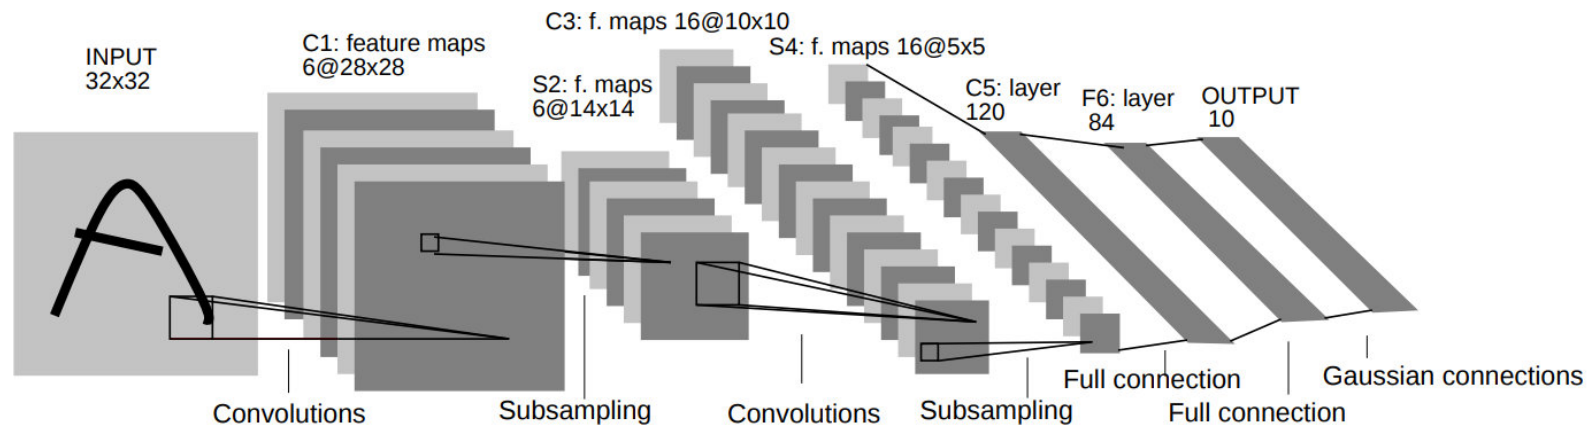 INPUT
32x32
C1: feature maps
6@28x28
S2: f. maps
6@14x14
C3: f. maps 16@10x10
S4: f. maps 16@5x5
C5: layer
120
F6: layer
84
OUTPUT
10
Convolutions
Subsampling
Convolutions
Subsampling
Full connection
Full connection
Gaussian connections